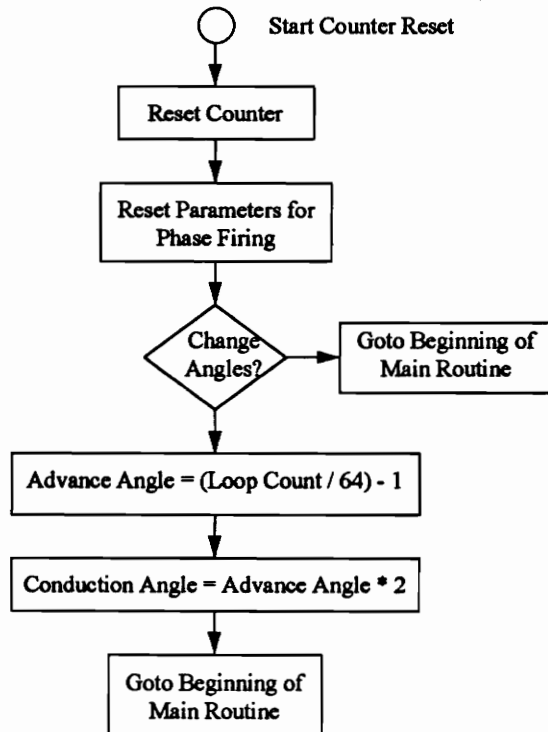 Start Counter Reset
Reset Counter
Reset Parameters for
Phase Firing
Change
Angles?
Goto Beginning of
Main Routine
Advance Angle = (Loop Count / 64) - 1
Conduction Angle = Advance Angle * 2
Goto Beginning of
Main Routine